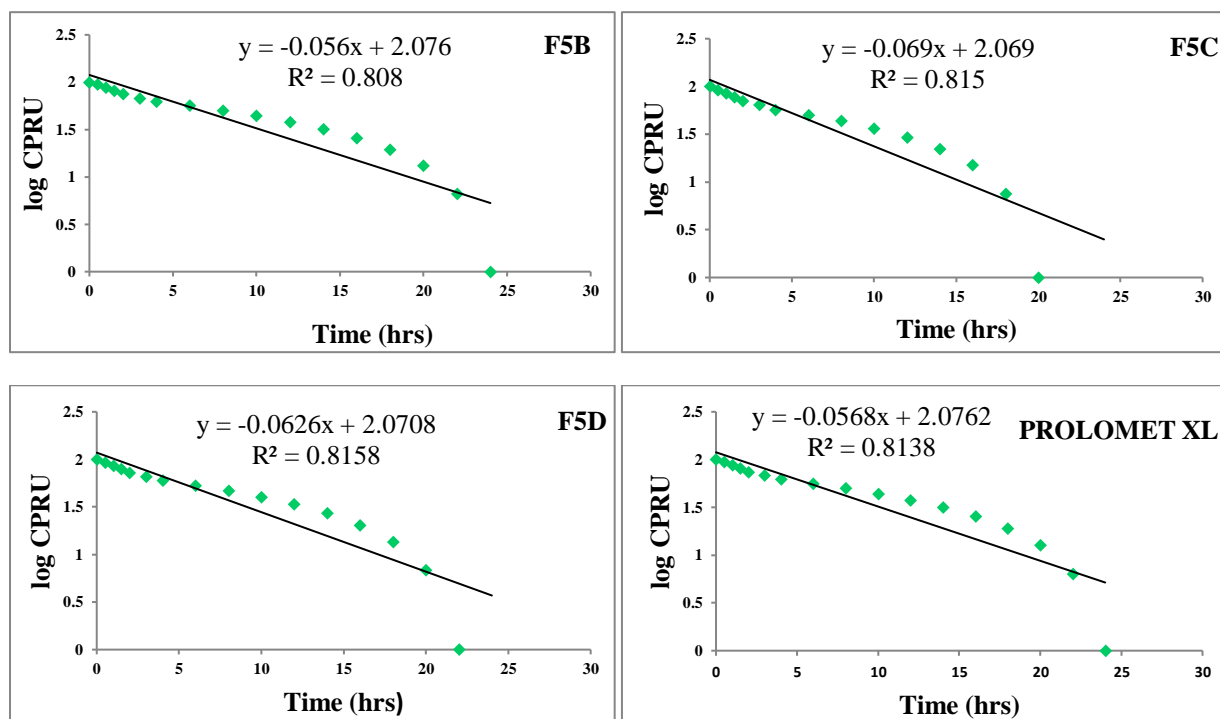 y = -0.056x + 2.076
R² = 0.808
F5B
2.5
2
1.5
1
0.5
0
0 5 10 15 20 25 30
log CPRU
Time (hrs)
y = -0.069x + 2.069
R² = 0.815
F5C
2.5
2
1.5
1
0.5
0
0 5 10 15 20 25 30
log CPRU
Time (hrs)
y = -0.0626x + 2.0708
R² = 0.8158
F5D
2.5
2
1.5
1
0.5
0
0 5 10 15 20 25 30
log CPRU
Time (hrs)
y = -0.0568x + 2.0762
R² = 0.8138
PROLOMET XL
2.5
2
1.5
1
0.5
0
0 5 10 15 20 25 30
log CPRU
Time (hrs)